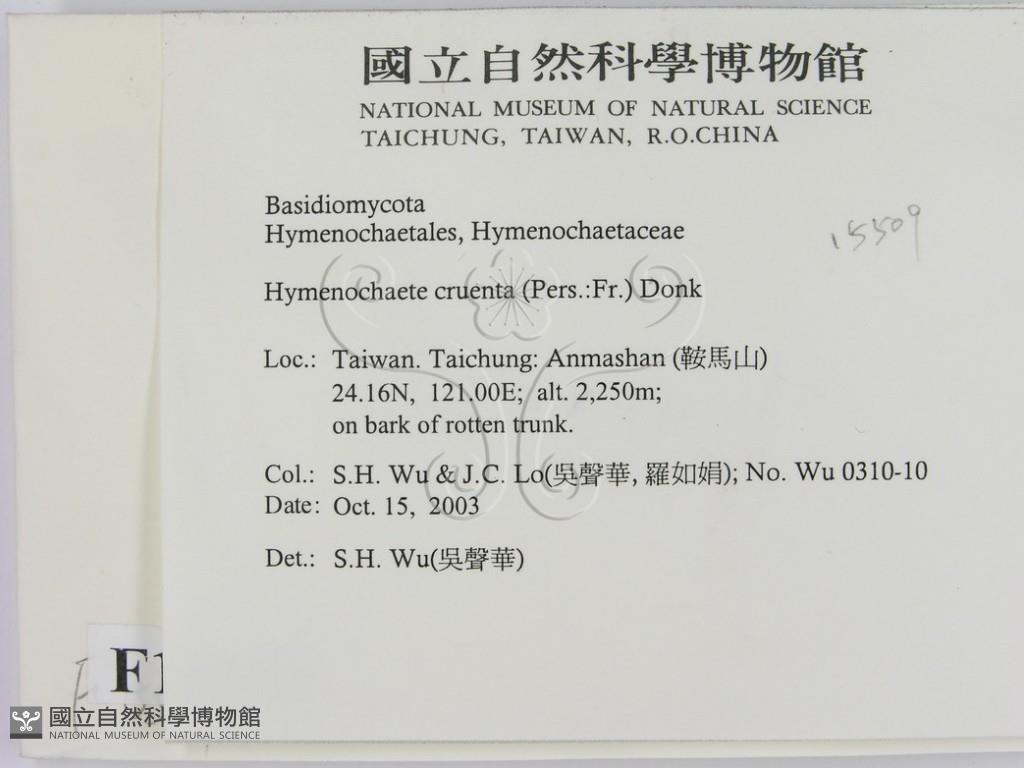 國立自然科學博物館
NATIONAL MUSEUM OF NATURAL SCIENCE
TAICHUNG, TAIWAN, R.O.CHINA
Basidiomycota
Hymenochaetales, Hymenochaetaceae
15509
Hymenochaete cruenta (Pers.:Fr.) Donk
Loc.: Taiwan. Taichung: Anmashan (鞍馬山)
24.16N, 121.00E; alt. 2,250m;
on bark of rotten trunk.
Col.: S.H. Wu & J.C. Lo(吳聲華, 羅如娟); No. Wu 0310-10
Date: Oct. 15, 2003
Det.: S.H. Wu(吳聲華)
F1
國立自然科學博物館
NATIONAL MUSEUM OF NATURAL SCIENCE